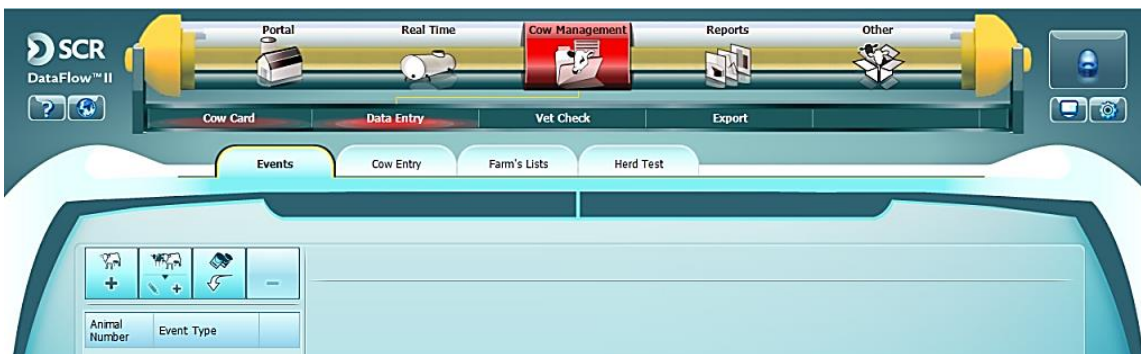 SCR
DataFlow™II
?
Portal
Real Time
Cow Management
Reports
Other
Cow Card
Data Entry
Vet Check
Export
Events
Cow Entry
Farm's Lists
Herd Test
Animal
Number
Event Type